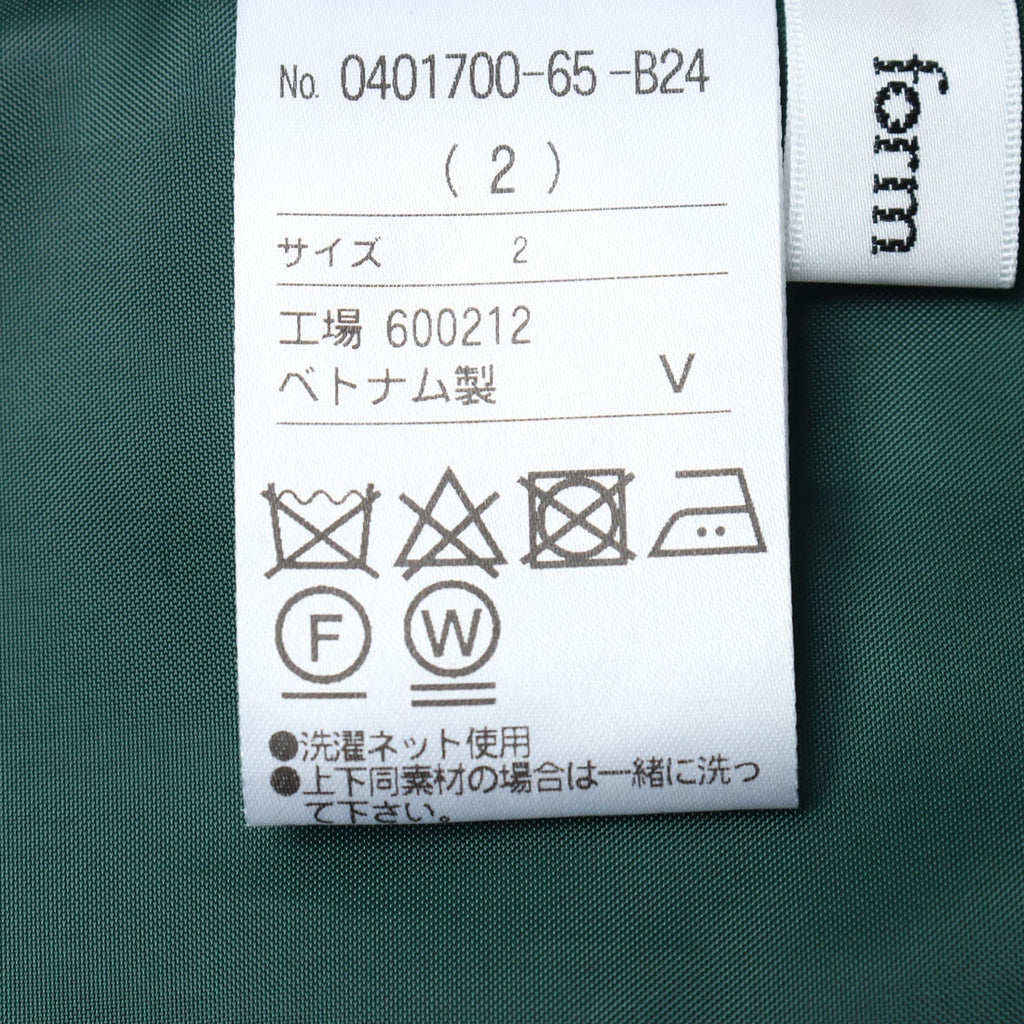 No. 0401700-65-B24
(2)
サイズ 2
工場 600212
ベトナム製 V
F W
●洗濯ネット使用
●上下同素材の場合は一緒に洗っ
て下さい。
form